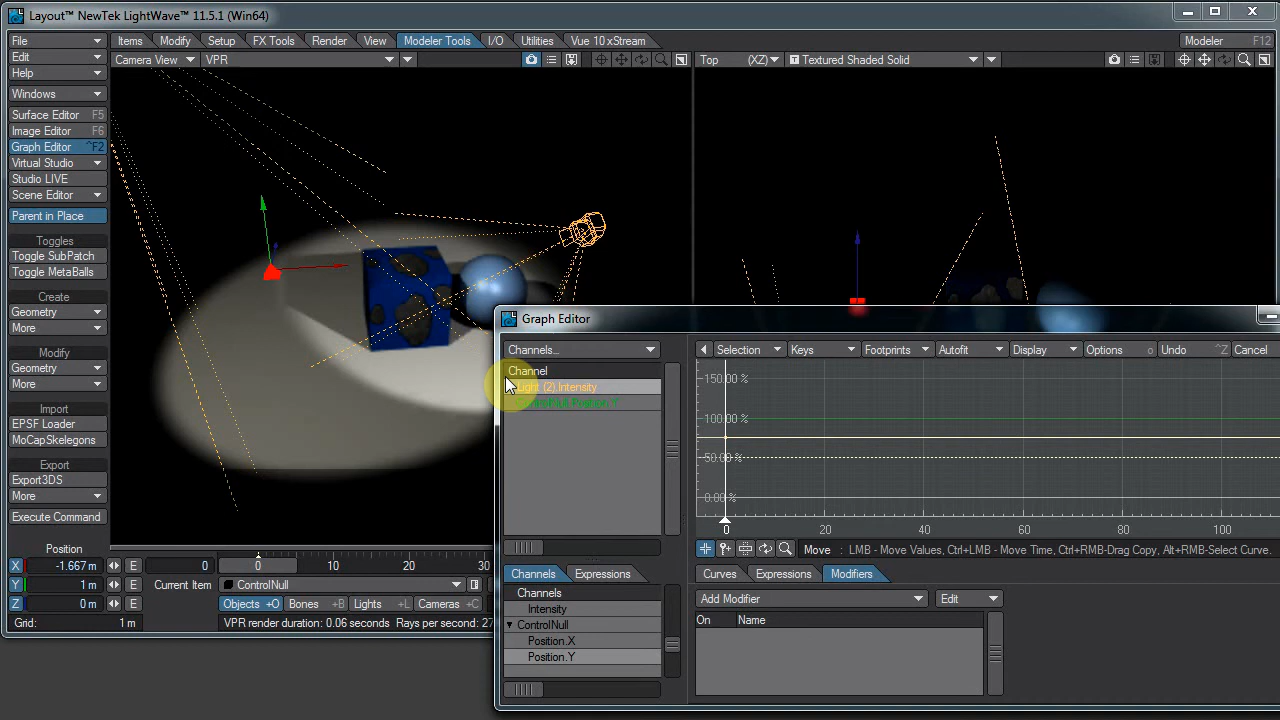 Layout™ NewTek LightWave™ 11.5.1 (Win64)
File
Items
Modify
Setup
FX Tools
Render
View
Modeler Tools
I/O
Utilities
Vue 10 xStream
Modeler F12
Edit
Help
Camera View
VPR
Top (XZ)
Textured Shaded Solid
Windows
Surface Editor F5
Image Editor F6
Graph Editor ^F2
Virtual Studio
Studio LIVE
Scene Editor
Parent in Place
Toggles
Toggle SubPatch
Toggle MetaBalls
Create
Geometry
More
Modify
Geometry
More
Import
EPSF Loader
MoCapSkelegons
Export
Export3DS
More
Execute Command
Position
X -1.667 m E
Y 1 m E
Z 0 m E
Grid: 1 m
0
0 10 20 30
Current Item ControlNull
Objects +O
Bones +B
Lights +L
Cameras +C
VPR render duration: 0.06 seconds Rays per second: 27
Graph Editor
Channels...
Selection
Keys
Footprints
Autofit
Display
Options o
Undo ^Z
Cancel
Channel
Light (2) Intensity
ControlNull Position.Y
150.00 %
100.00 %
50.00 %
0.00 %
0 20 40 60 80 100
Move : LMB - Move Values, Ctrl+LMB - Move Time, Ctrl+RMB-Drag Copy, Alt+RMB-Select Curve.
Channels
Expressions
Curves
Expressions
Modifiers
Channels
Intensity
ControlNull
Position.X
Position.Y
Add Modifier
Edit
On Name